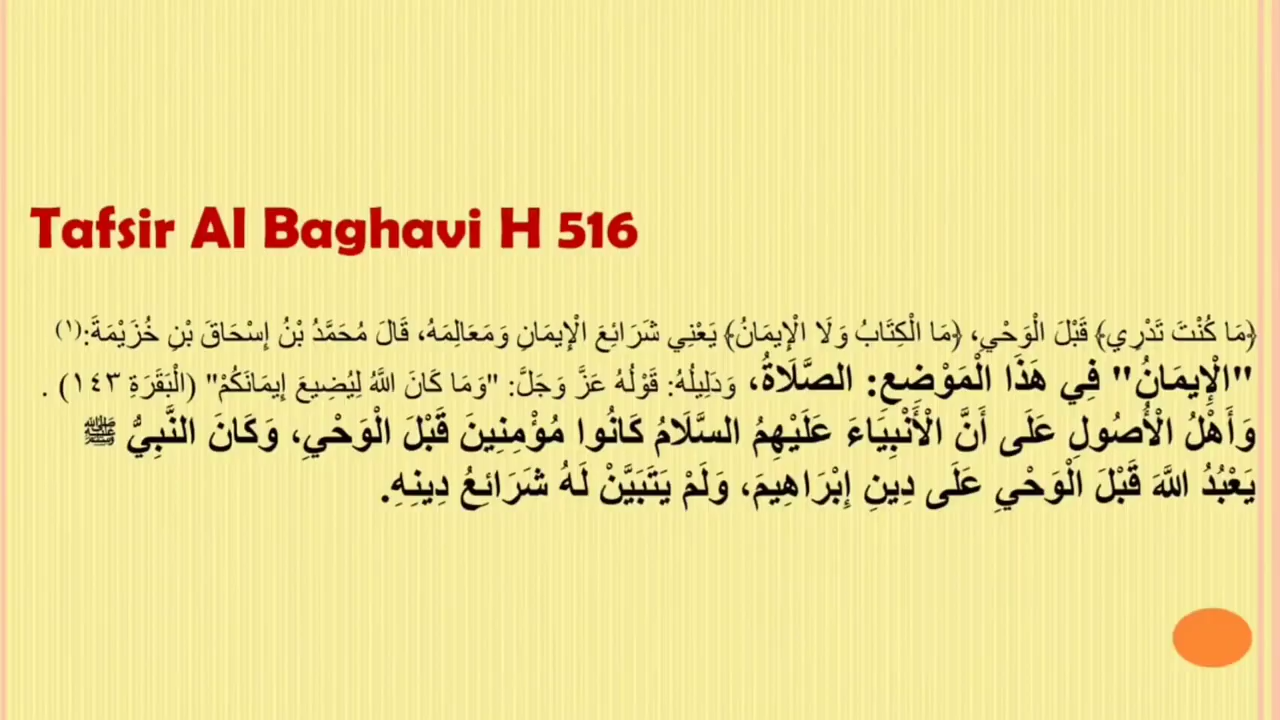 Tafsir Al Baghavi H 516
﴿مَا كُنْتَ تَدْرِي﴾ قَبْلَ الْوَحْيِ، ﴿مَا الْكِتَابُ وَلَا الْإِيمَانُ﴾ يَعْنِي شَرَائِعَ الْإِيمَانِ وَمَعَالِمَهُ، قَالَ مُحَمَّدُ بْنُ إِسْحَاقَ بْنِ خُزَيْمَةَ:(١)
"الْإِيمَانُ" فِي هَذَا الْمَوْضِعِ: الصَّلَاةُ، وَدَلِيلُهُ: قَوْلُهُ عَزَّ وَجَلَّ: "وَمَا كَانَ اللَّهُ لِيُضِيعَ إِيمَانَكُمْ" (الْبَقَرَةِ ١٤٣) .
وَأَهْلُ الْأُصُولِ عَلَى أَنَّ الْأَنْبِيَاءَ عَلَيْهِمُ السَّلَامُ كَانُوا مُؤْمِنِينَ قَبْلَ الْوَحْيِ، وَكَانَ النَّبِيُّ ﷺ
يَعْبُدُ اللَّهَ قَبْلَ الْوَحْيِ عَلَى دِينِ إِبْرَاهِيمَ، وَلَمْ يَتَبَيَّنْ لَهُ شَرَائِعُ دِينِهِ.